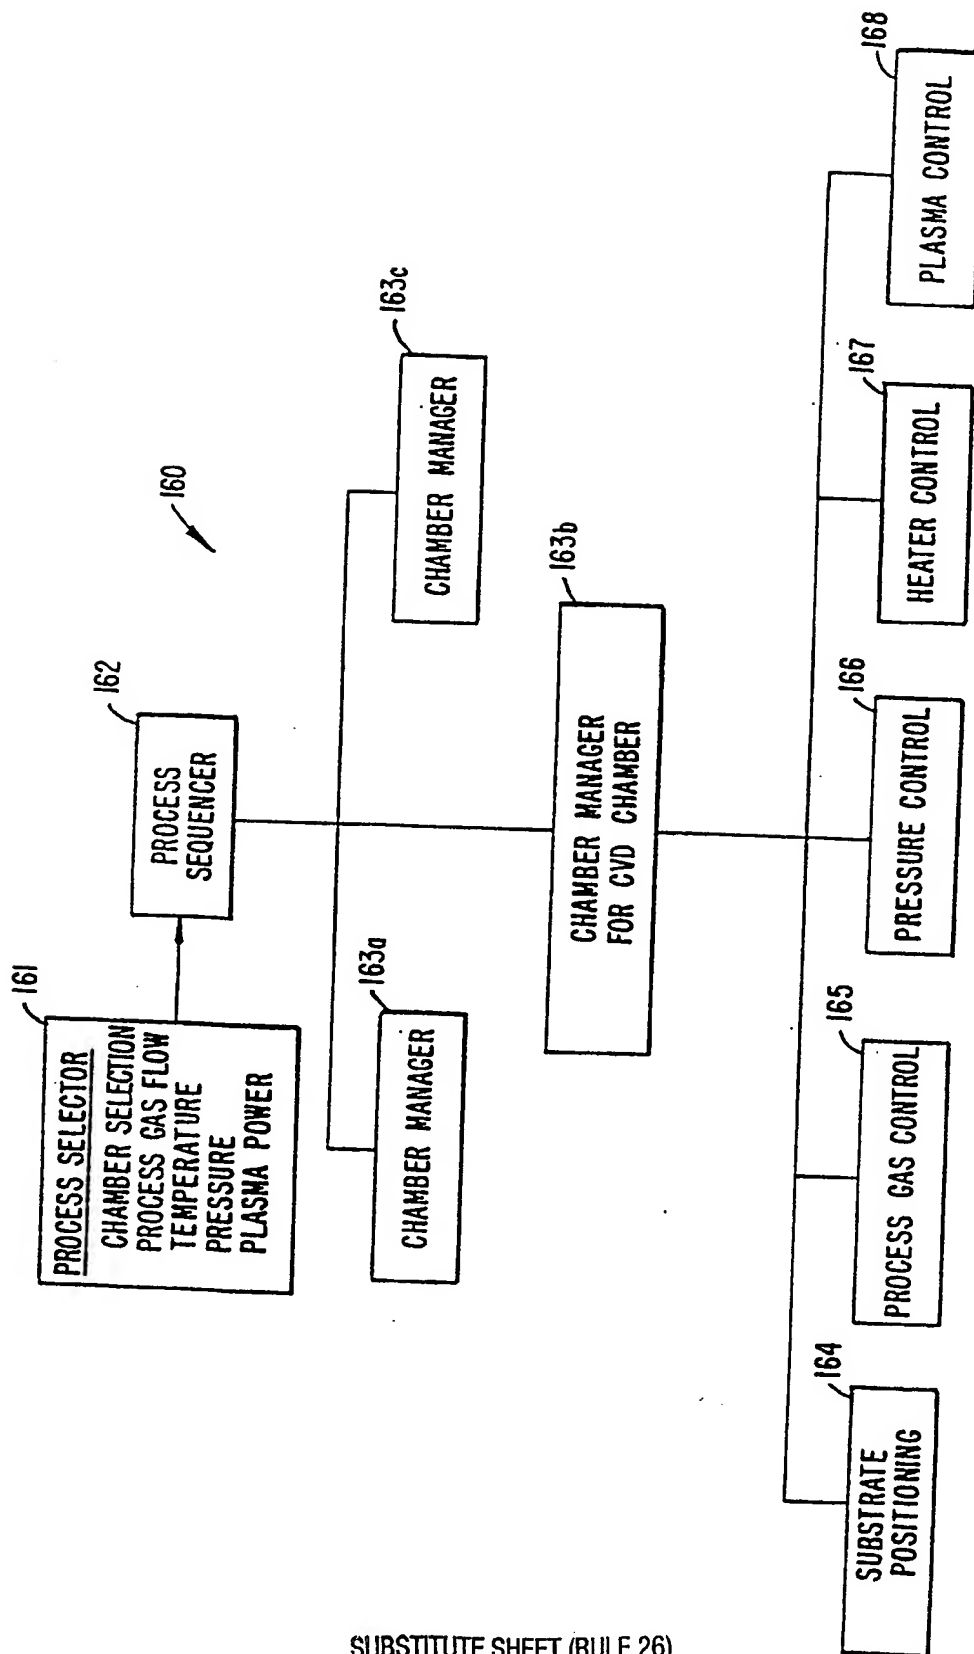 161
PROCESS SELECTOR
CHAMBER SELECTION
PROCESS GAS FLOW
TEMPERATURE
PRESSURE
PLASMA POWER
162
PROCESS
SEQUENCER
160
163a
CHAMBER MANAGER
163c
CHAMBER MANAGER
163b
CHAMBER MANAGER
FOR CVD CHAMBER
164
SUBSTRATE
POSITIONING
165
PROCESS GAS CONTROL
166
PRESSURE CONTROL
167
HEATER CONTROL
168
PLASMA CONTROL
SUBSTITUTE SHEET (RULE 26)